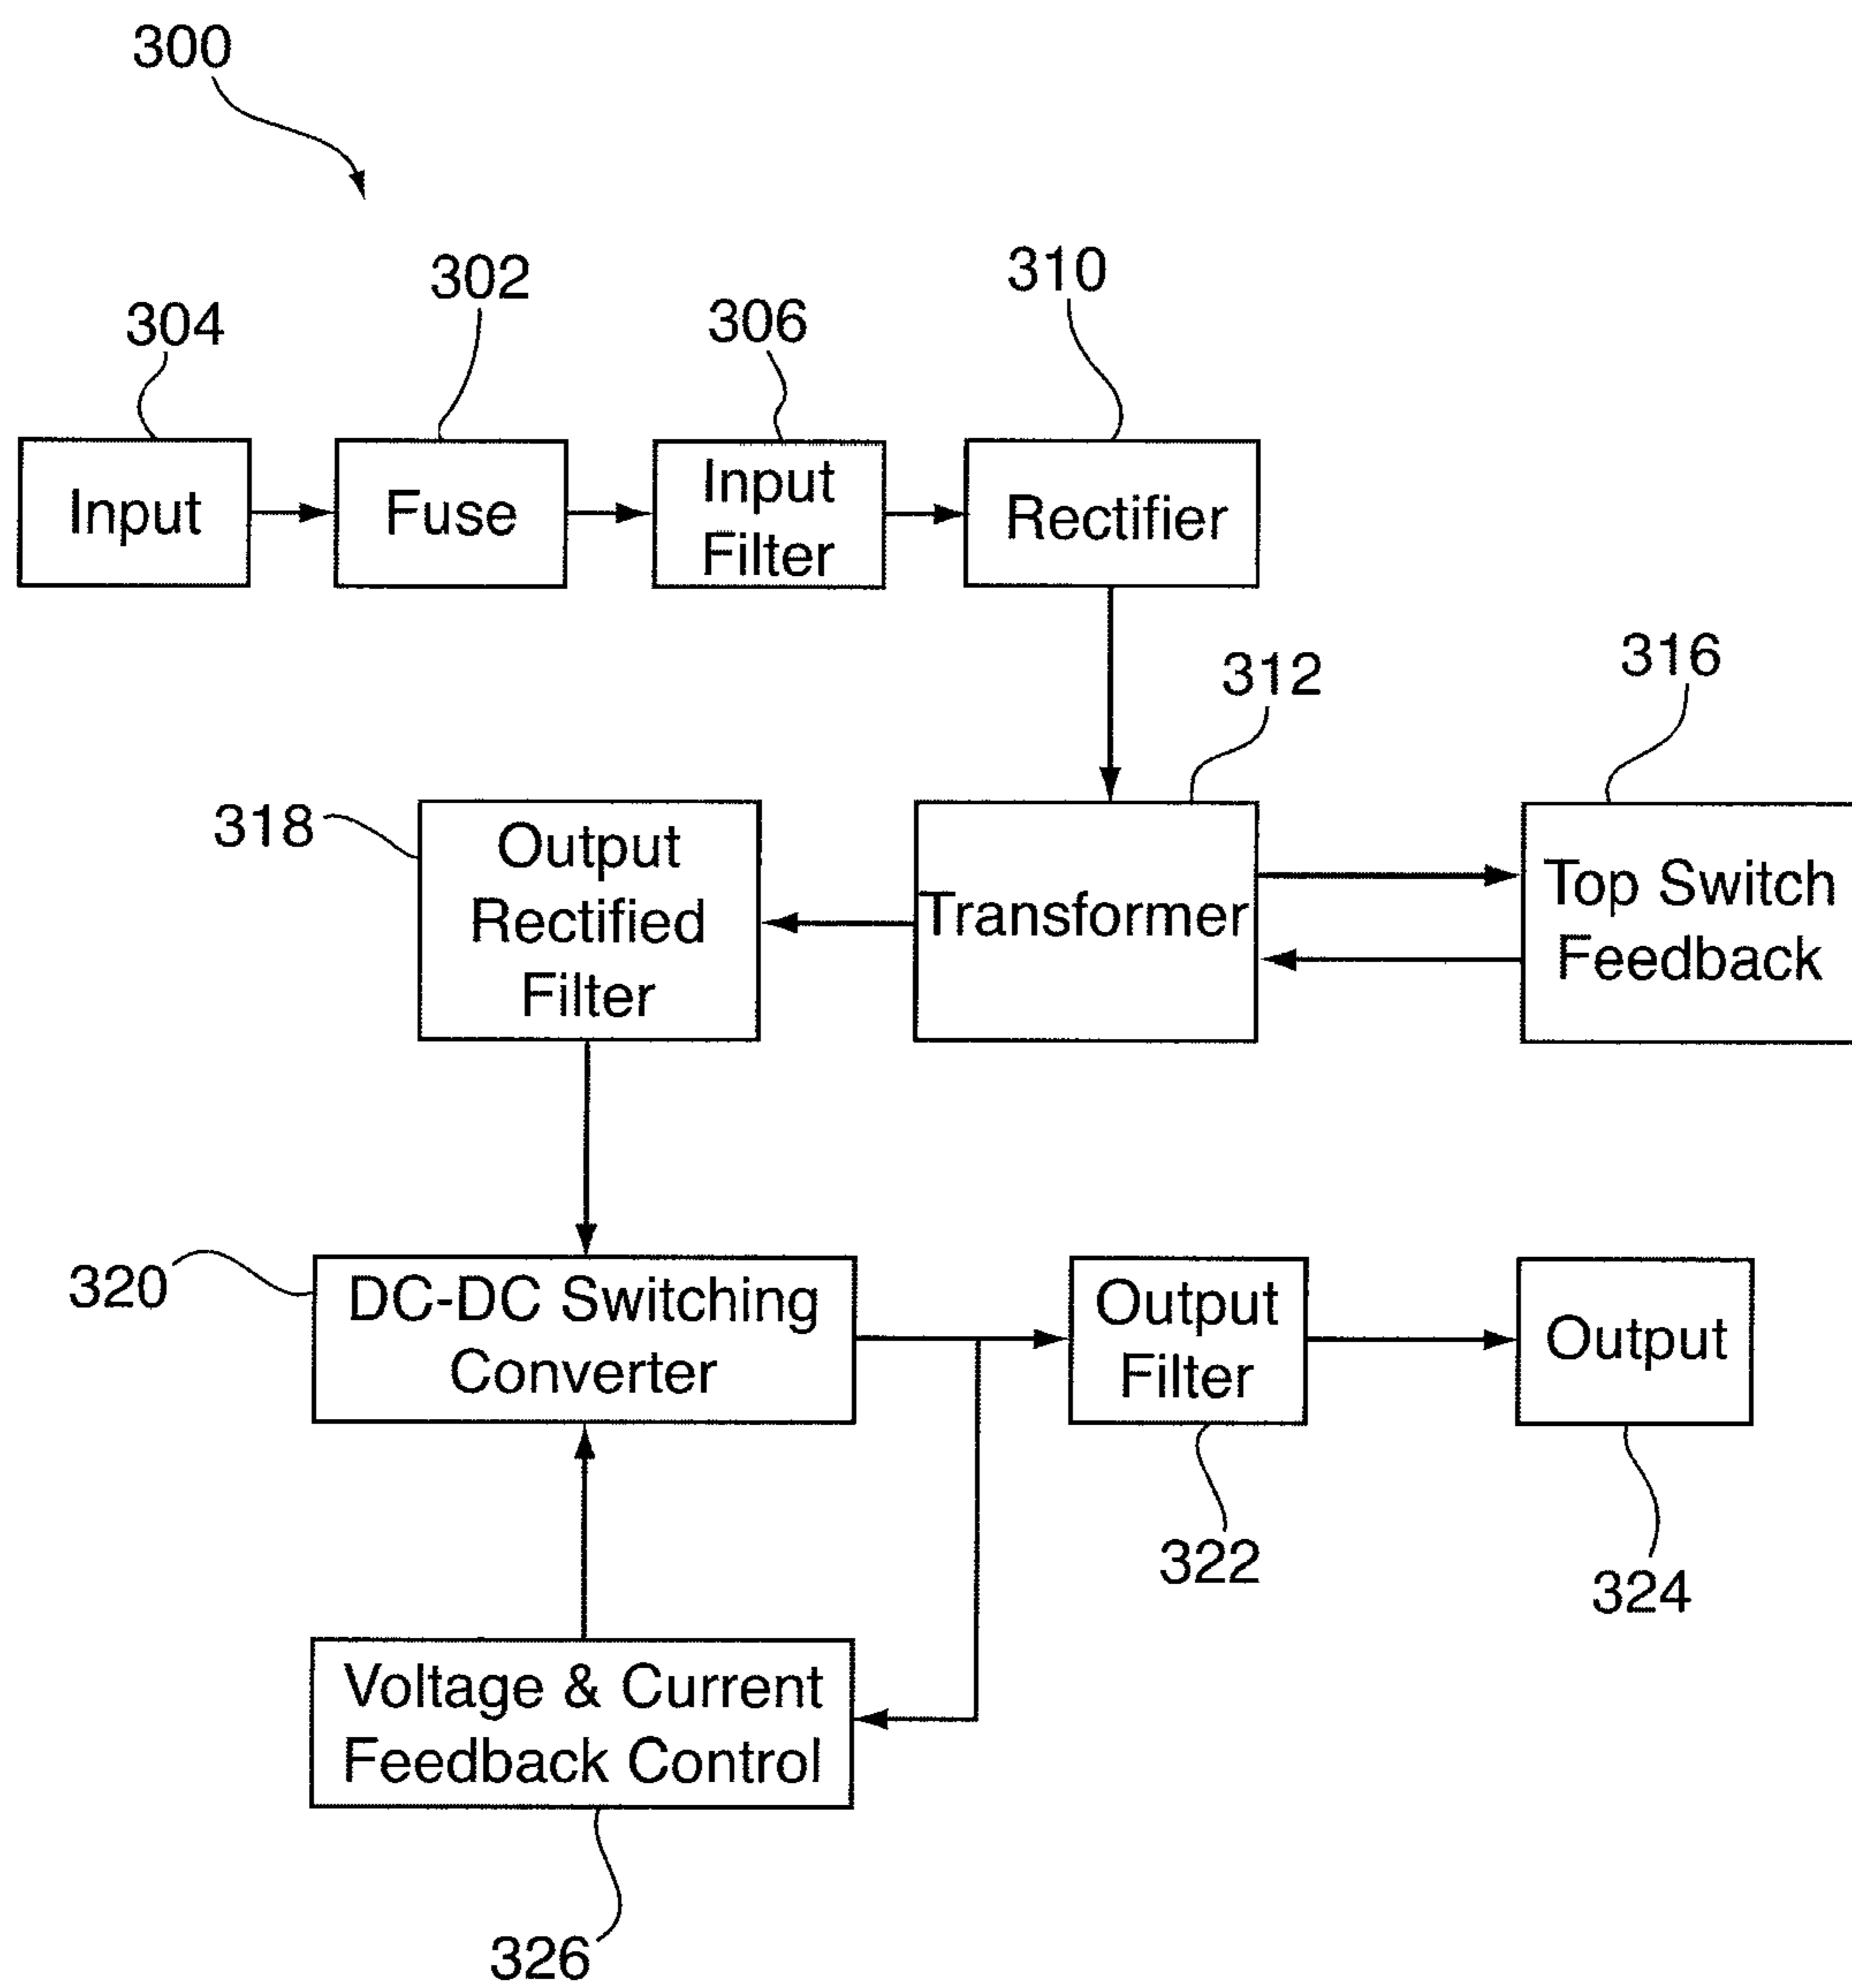 300
304
302
306
310
Input
Fuse
Input
Filter
Rectifier
312
316
318
Output
Rectified
Filter
Transformer
Top Switch
Feedback
320
DC-DC Switching
Converter
Output
Filter
Output
322
324
Voltage & Current
Feedback Control
326